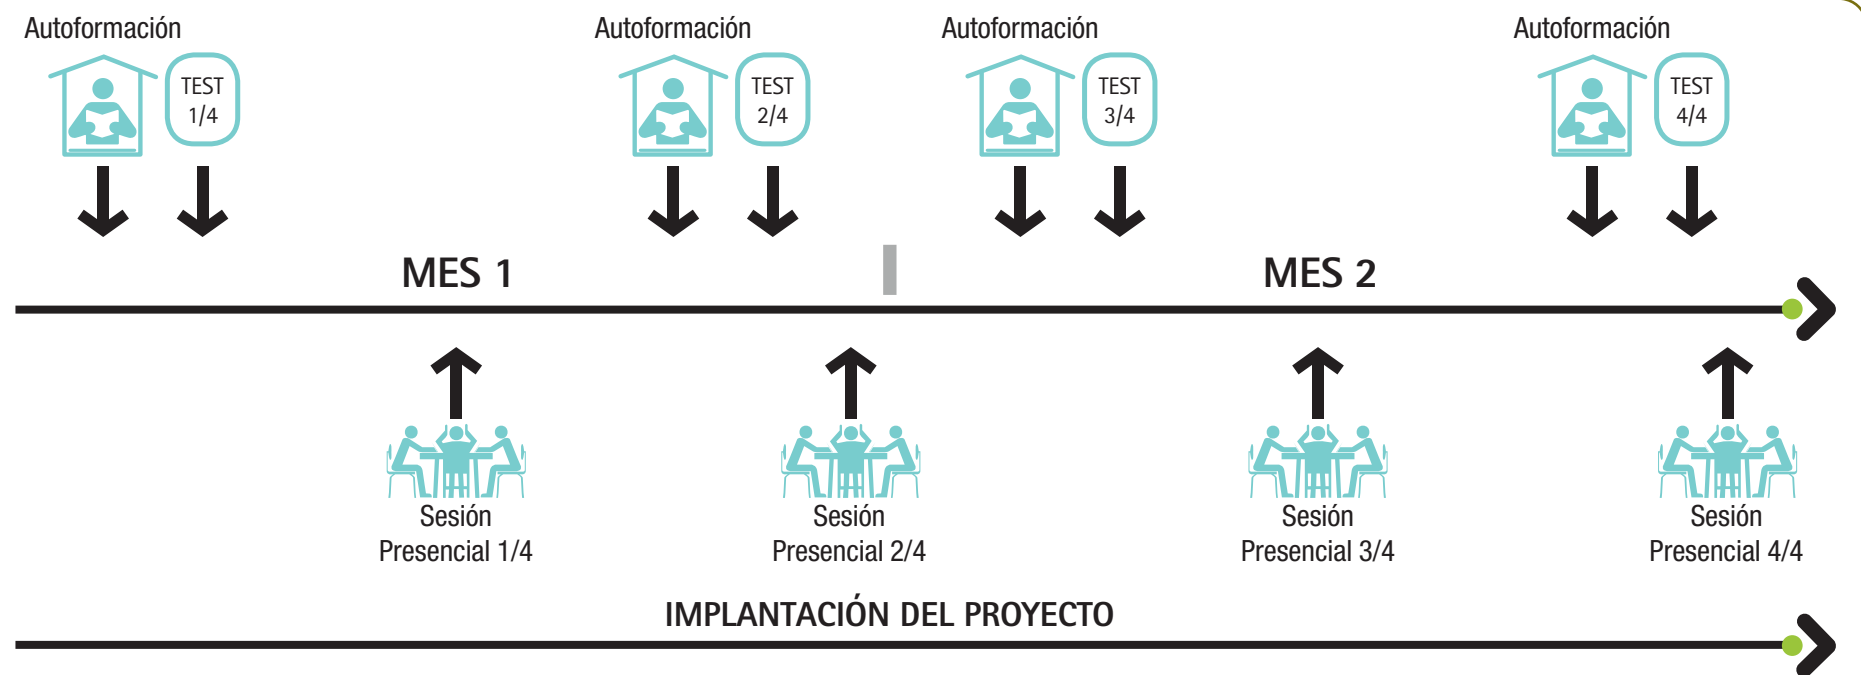 Autoformación
TEST
1/4
Autoformación
TEST
2/4
Autoformación
TEST
3/4
Autoformación
TEST
4/4
MES 1
MES 2
Sesión
Presencial 1/4
Sesión
Presencial 2/4
Sesión
Presencial 3/4
Sesión
Presencial 4/4
IMPLANTACIÓN DEL PROYECTO